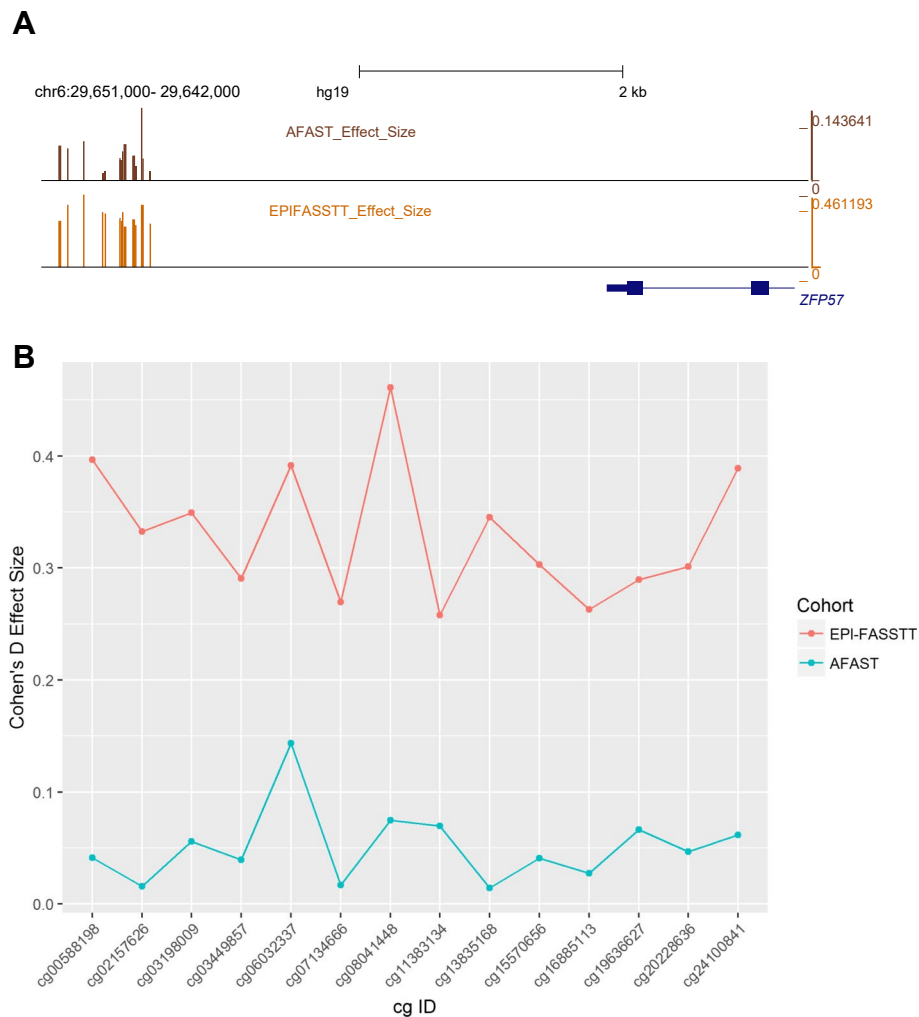 A
chr6:29,651,000- 29,642,000
hg19
2 kb
AFAST_Effect_Size
0.143641
0
EPIFASSTT_Effect_Size
0.461193
0
ZFP57
B
Cohen's D Effect Size
0.4
0.3
0.2
0.1
0.0
cg00588198
cg02157626
cg03198009
cg03449857
cg06032337
cg07134666
cg08041448
cg11383134
cg13835168
cg15570656
cg16885113
cg19636627
cg20228636
cg24100841
cg ID
Cohort
EPI-FASSTT
AFAST